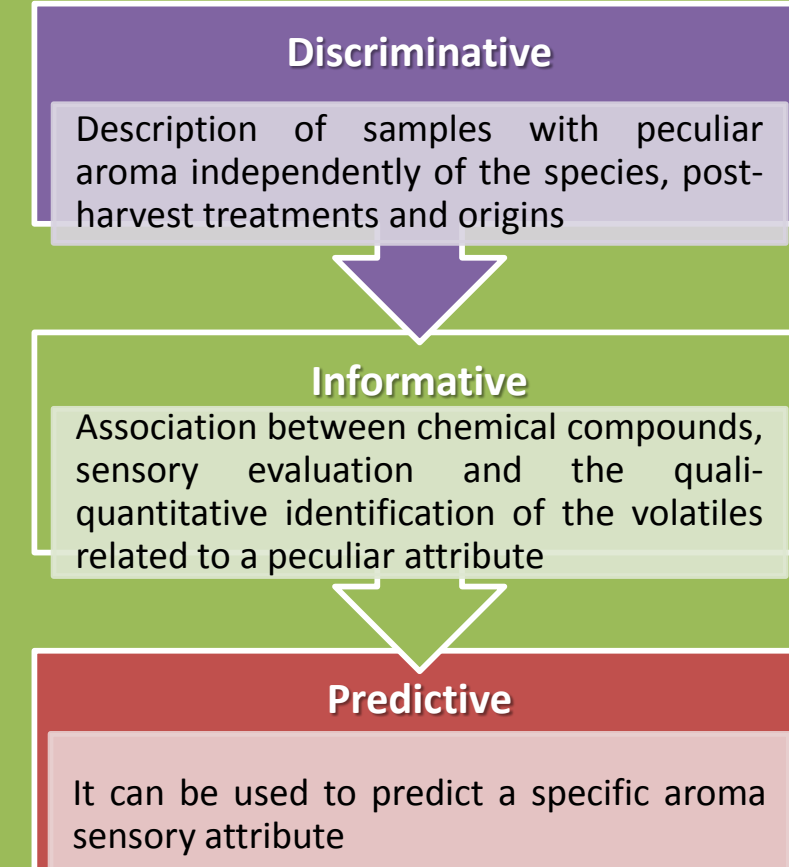 Discriminative
Description of samples with peculiar
aroma independently of the species, post-
harvest treatments and origins
Informative
Association between chemical compounds,
sensory evaluation and the quali-
quantitative identification of the volatiles
related to a peculiar attribute
Predictive
It can be used to predict a specific aroma
sensory attribute